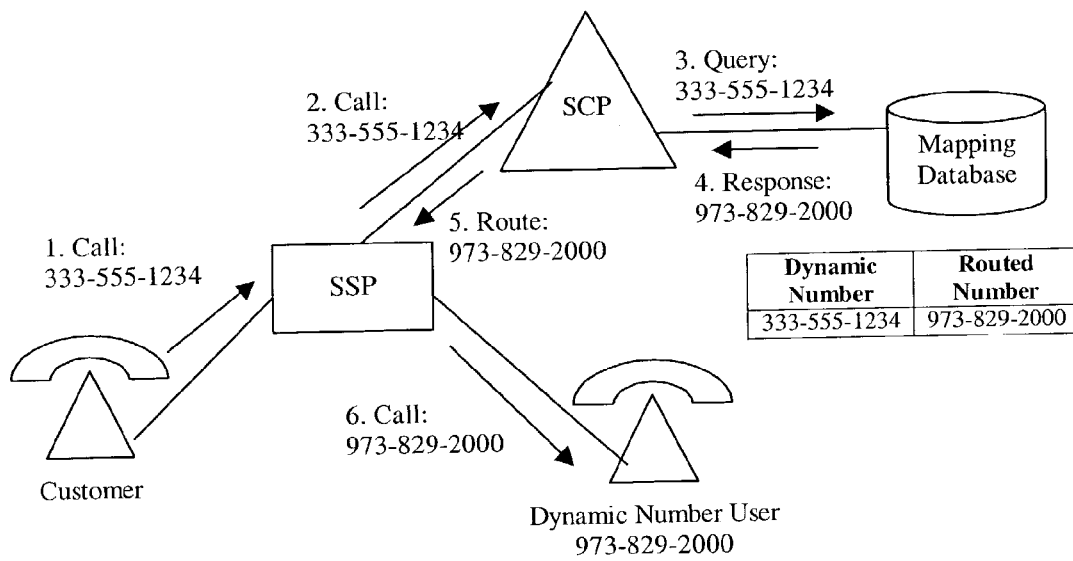 SCP
3. Query:
333-555-1234
2. Call:
333-555-1234
Mapping
Database
4. Response:
973-829-2000
5. Route:
973-829-2000
1. Call:
333-555-1234
SSP
Dynamic Number
Routed Number
333-555-1234
973-829-2000
6. Call:
973-829-2000
Customer
Dynamic Number User
973-829-2000